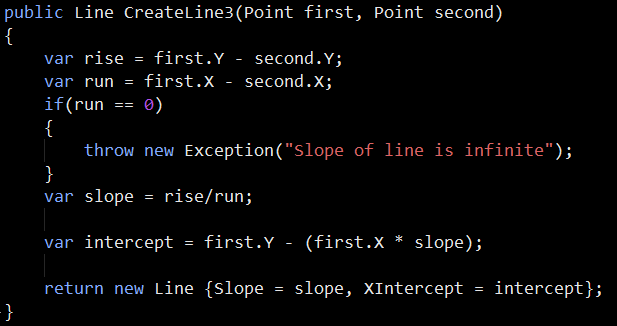 public Line CreateLine3(Point first, Point second)
{
    var rise = first.Y - second.Y;
    var run = first.X - second.X;
    if(run == 0)
    {
        throw new Exception("Slope of line is infinite");
    }
    var slope = rise/run;

    var intercept = first.Y - (first.X * slope);

    return new Line {Slope = slope, XIntercept = intercept};
}